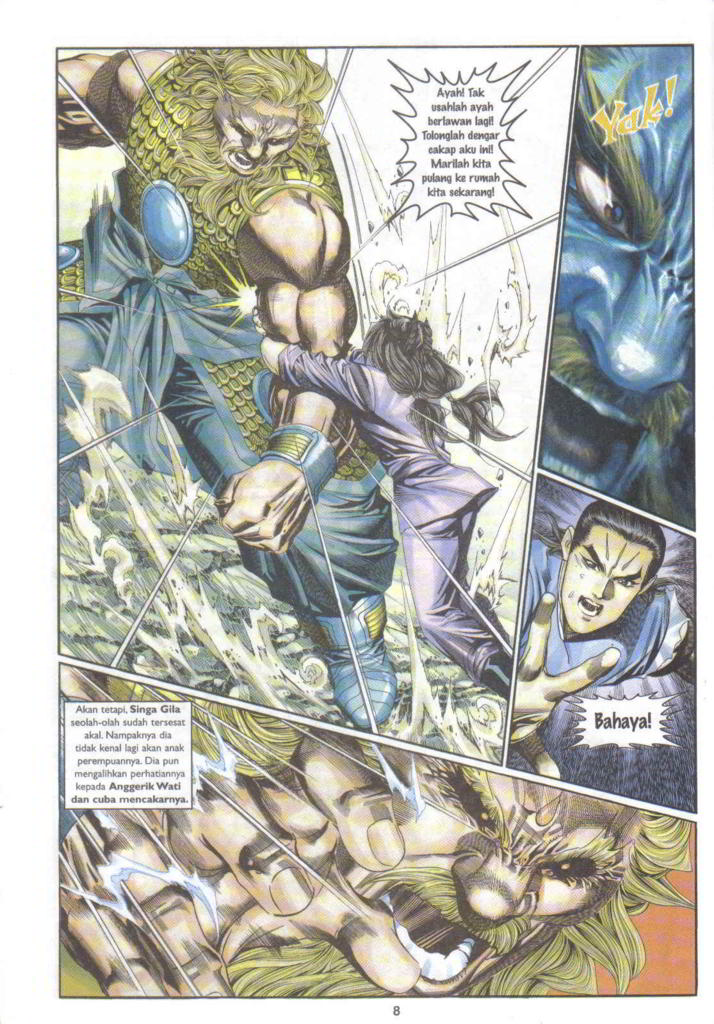 Ayah! Tak
usahlah ayah
berlawan lagi!
Tolonglah dengar
cakap aku ini!
Marilah kita
pulang ke rumah
kita sekarang!
Yak!
Bahaya!
Akan tetapi, Singa Gila
seolah-olah sudah tersesat
akal. Nampaknya dia
tidak kenal lagi akan anak
perempuannya. Dia pun
mengalihkan perhatiannya
kepada Anggerik Wati
dan cuba mencakarnya.
8